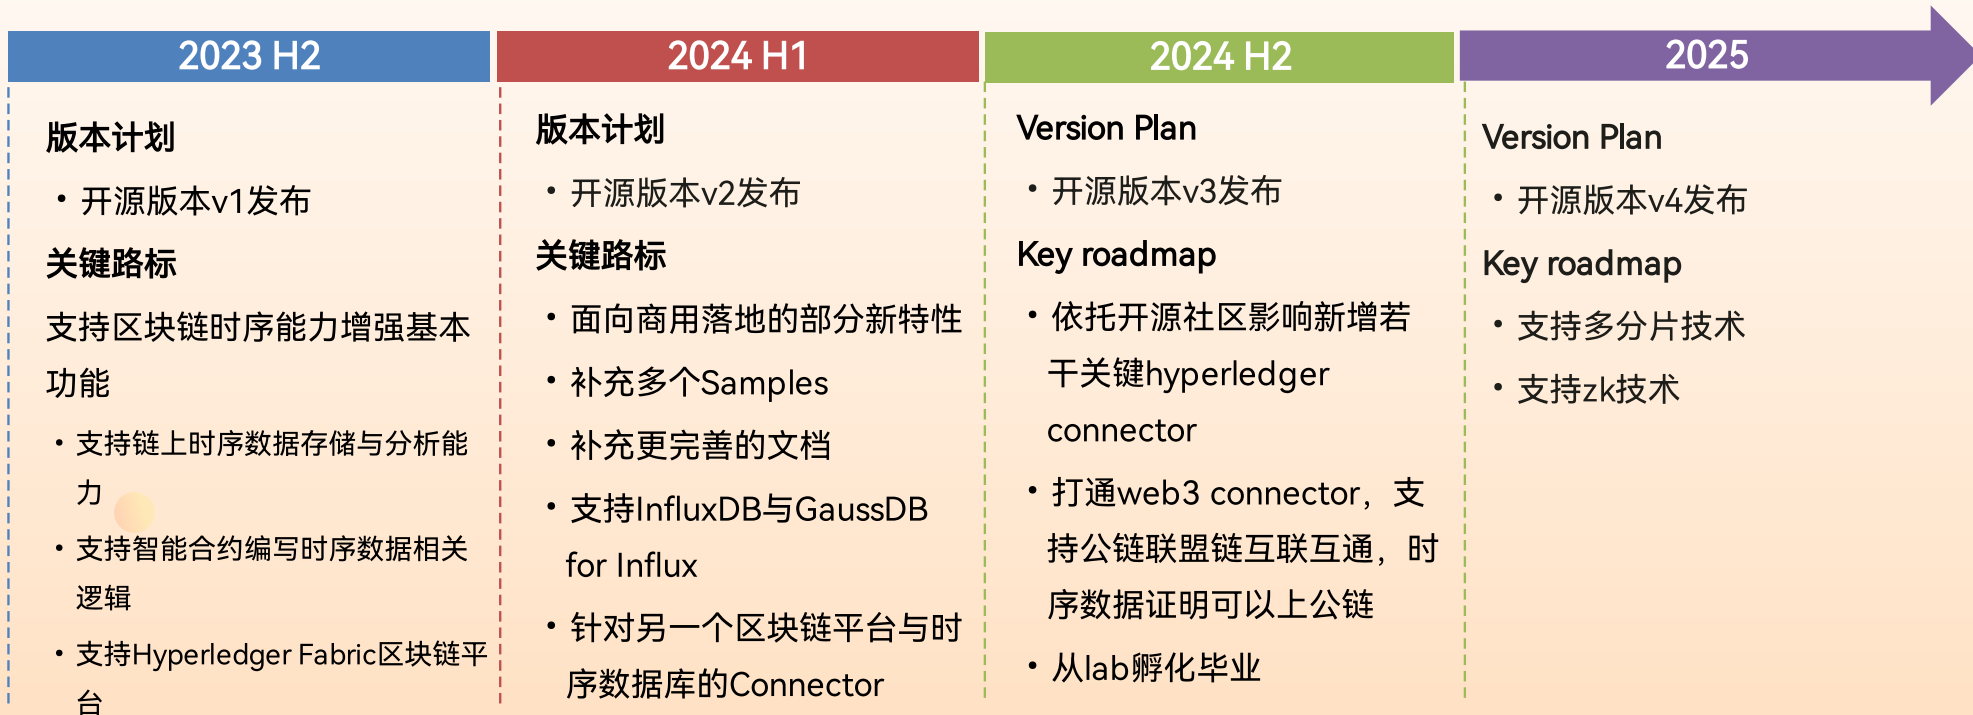 2023 H2
版本计划
• 开源版本v1发布
关键路标
支持区块链时序能力增强基本
功能
• 支持链上时序数据存储与分析能
力
• 支持智能合约编写时序数据相关
逻辑
• 支持Hyperledger Fabric区块链平
台
2024 H1
版本计划
• 开源版本v2发布
关键路标
• 面向商用落地的部分新特性
• 补充多个Samples
• 补充更完善的文档
• 支持InfluxDB与GaussDB
for Influx
• 针对另一个区块链平台与时
序数据库的Connector
2024 H2
Version Plan
• 开源版本v3发布
Key roadmap
• 依托开源社区影响新增若
干关键hyperledger
connector
• 打通web3 connector，支
持公链联盟链互联互通，时
序数据证明可以上公链
• 从lab孵化毕业
2025
Version Plan
• 开源版本v4发布
Key roadmap
• 支持多分片技术
• 支持zk技术